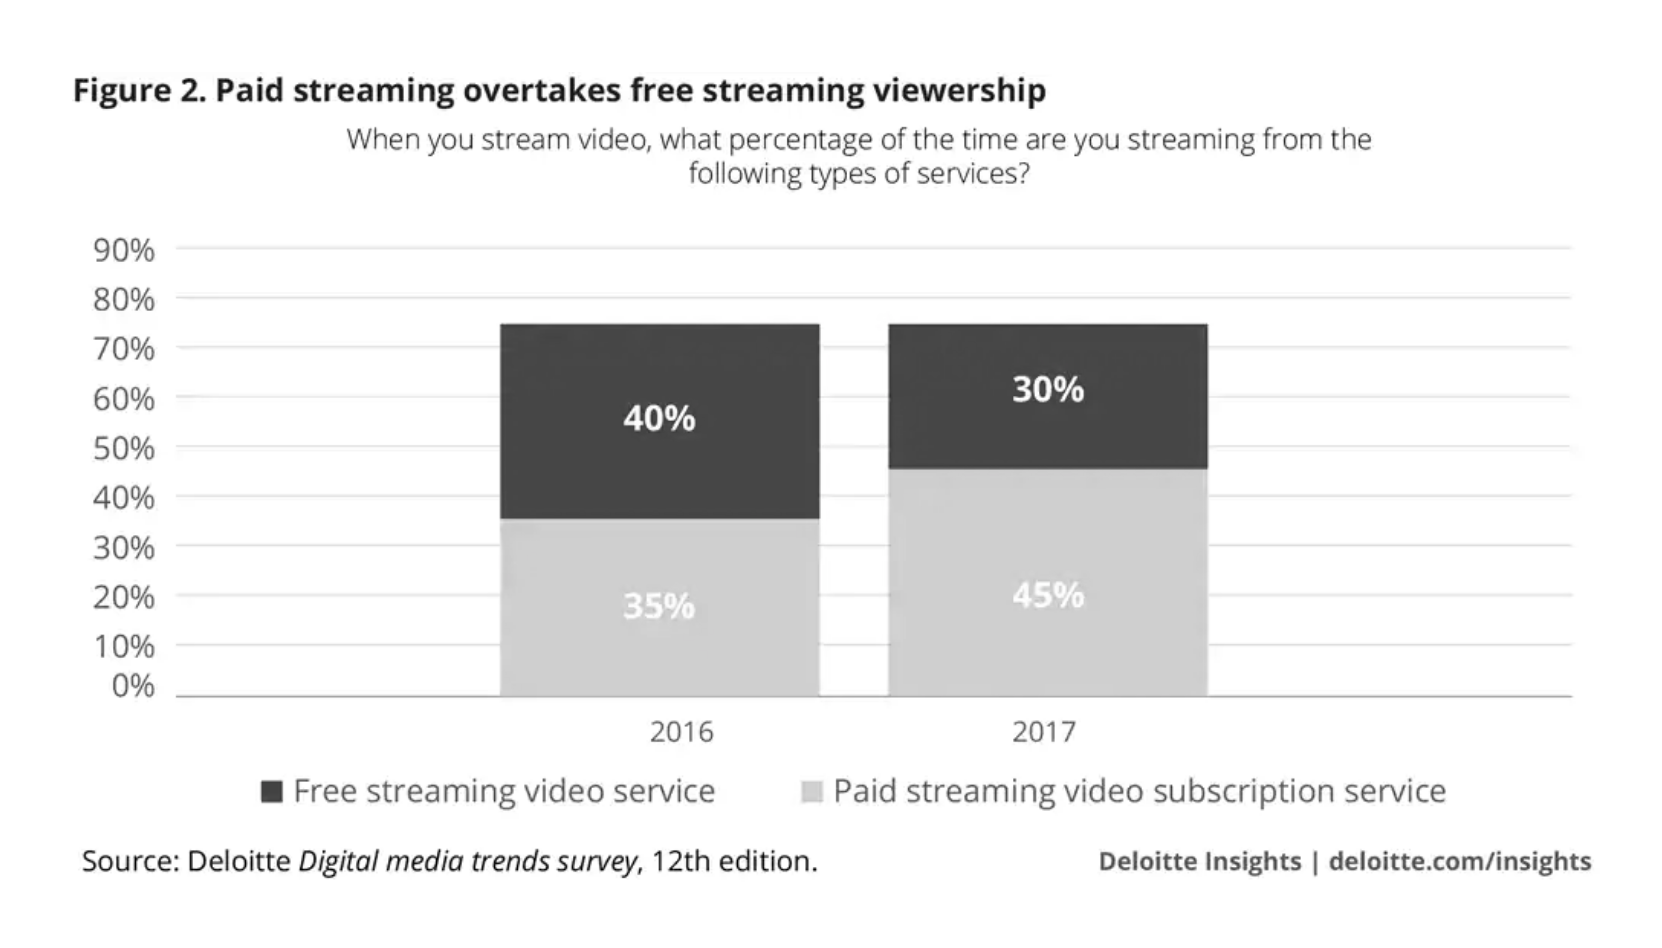 Figure 2. Paid streaming overtakes free streaming viewership
When you stream video, what percentage of the time are you streaming from the
following types of services?
90%
80%
70%
60%
50%
40%
30%
20%
10%
0%
40%
35%
30%
45%
2016
2017
Free streaming video service
Paid streaming video subscription service
Source: Deloitte Digital media trends survey, 12th edition.
Deloitte Insights | deloitte.com/insights